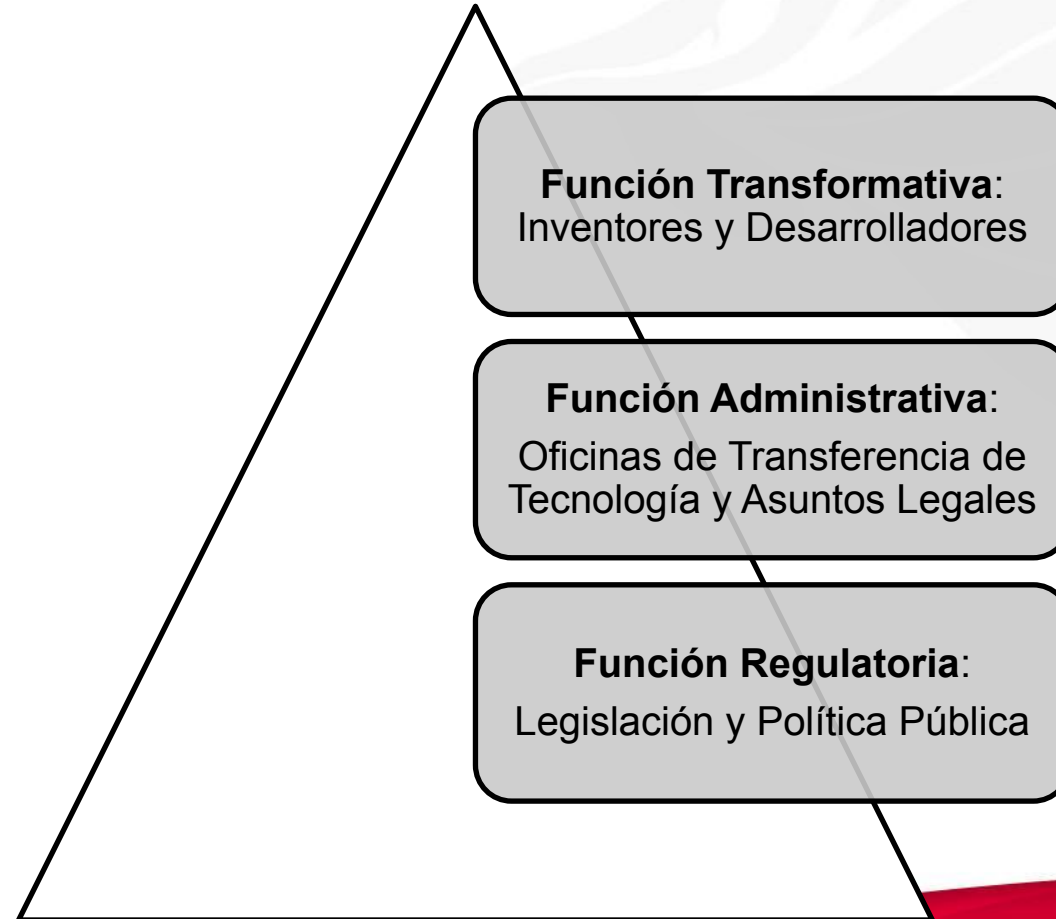 Función Transformativa:
Inventores y Desarrolladores
Función Administrativa:
Oficinas de Transferencia de
Tecnología y Asuntos Legales
Función Regulatoria:
Legislación y Política Pública